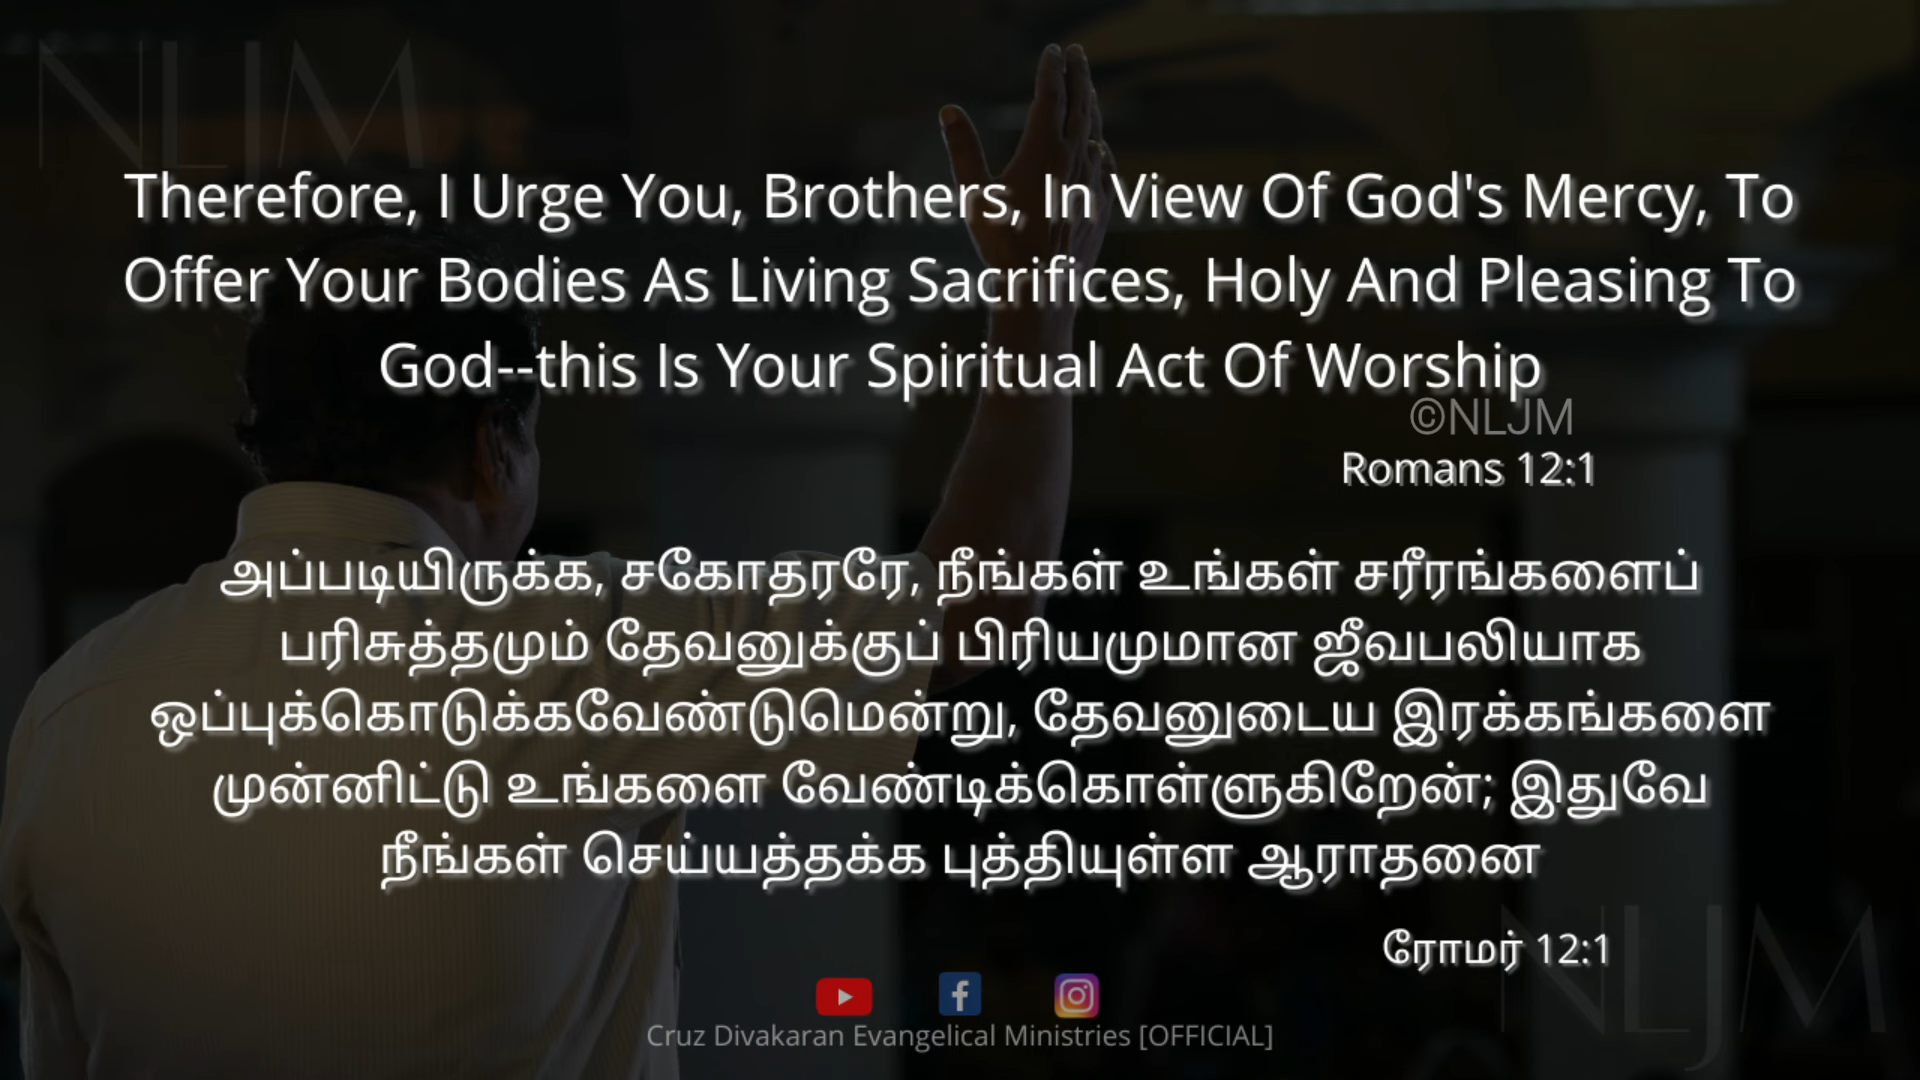 NLJM
Therefore, I Urge You, Brothers, In View Of God's Mercy, To
Offer Your Bodies As Living Sacrifices, Holy And Pleasing To
God--this Is Your Spiritual Act Of Worship
©NLJM
Romans 12:1
அப்படியிருக்க, சகோதரரே, நீங்கள் உங்கள் சரீரங்களைப்
பரிசுத்தமும் தேவனுக்குப் பிரியமுமான ஜீவபலியாக
ஒப்புக்கொடுக்கவேண்டுமென்று, தேவனுடைய இரக்கங்களை
முன்னிட்டு உங்களை வேண்டிக்கொள்ளுகிறேன்; இதுவே
நீங்கள் செய்யத்தக்க புத்தியுள்ள ஆராதனை
ரோமர் 12:1
NLJM
Cruz Divakaran Evangelical Ministries [OFFICIAL]